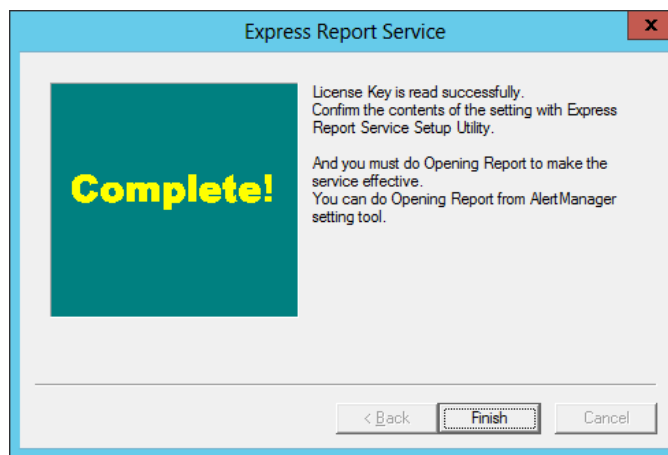 Express Report Service
x
Complete!
License Key is read successfully.
Confirm the contents of the setting with Express
Report Service Setup Utility.
And you must do Opening Report to make the
service effective.
You can do Opening Report from AlertManager
setting tool.
< Back
Finish
Cancel